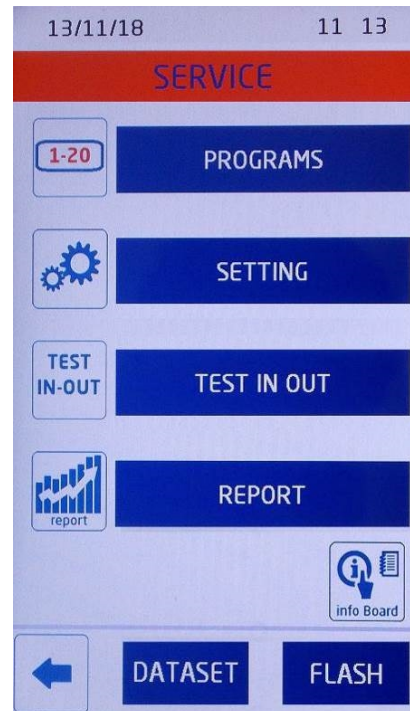 13/11/18 11 13
SERVICE
1-20 PROGRAMS
SETTING
TEST
IN-OUT
TEST IN OUT
report REPORT
info Board
DATASET FLASH